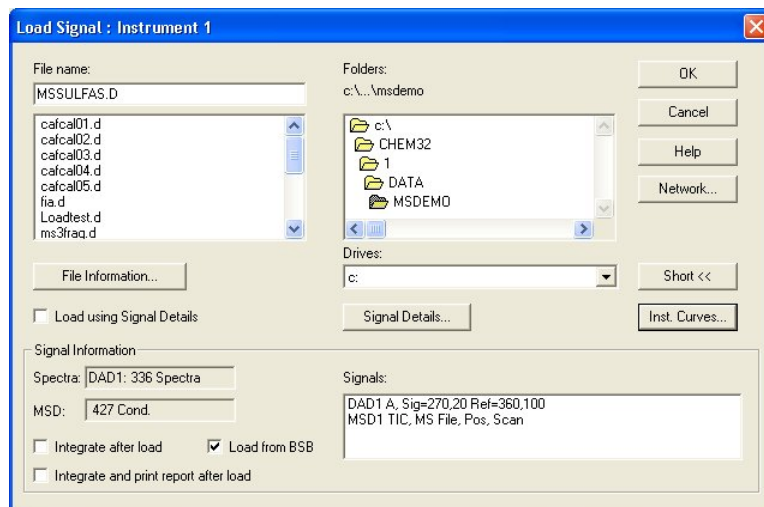 Load Signal : Instrument 1
File name:
MSSULFAS.D
cafcal01.d
cafcal02.d
cafcal03.d
cafcal04.d
cafcal05.d
fia.d
Loadtest.d
ms3frag.d
File Information...
Load using Signal Details
Folders:
c:\...\msdemo
c:\
CHEM32
1
DATA
MSDEMO
Drives:
c:
Signal Details...
OK
Cancel
Help
Network...
Short <<
Inst. Curves...
Signal Information
Spectra: DAD1: 336 Spectra
MSD: 427 Cond.
Integrate after load
Load from BSB
Integrate and print report after load
Signals:
DAD1 A, Sig=270,20 Ref=360,100
MSD1 TIC, MS File, Pos, Scan